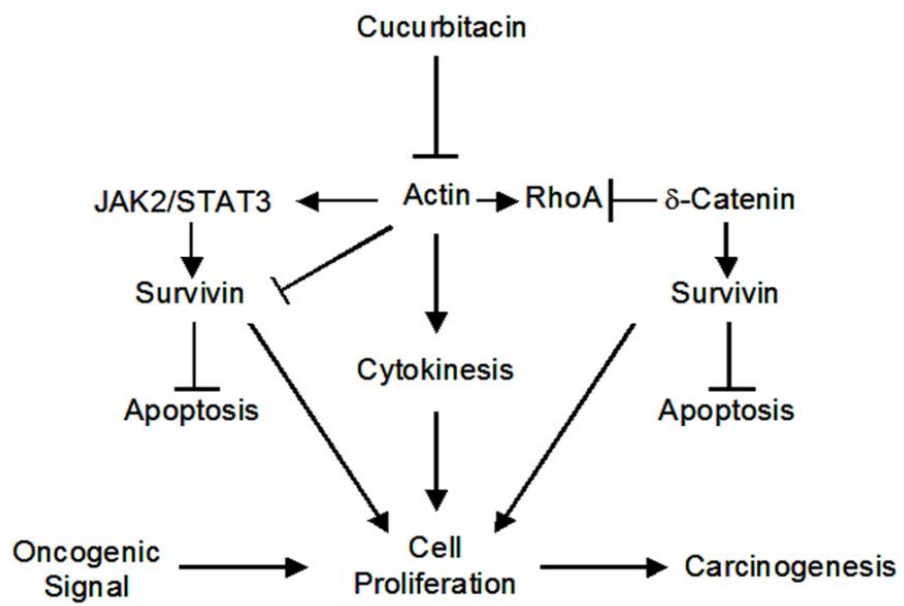 Cucurbitacin
JAK2/STAT3
Actin
RhoA
δ-Catenin
Survivin
Survivin
Cytokinesis
Apoptosis
Apoptosis
Oncogenic
Signal
Cell
Proliferation
Carcinogenesis